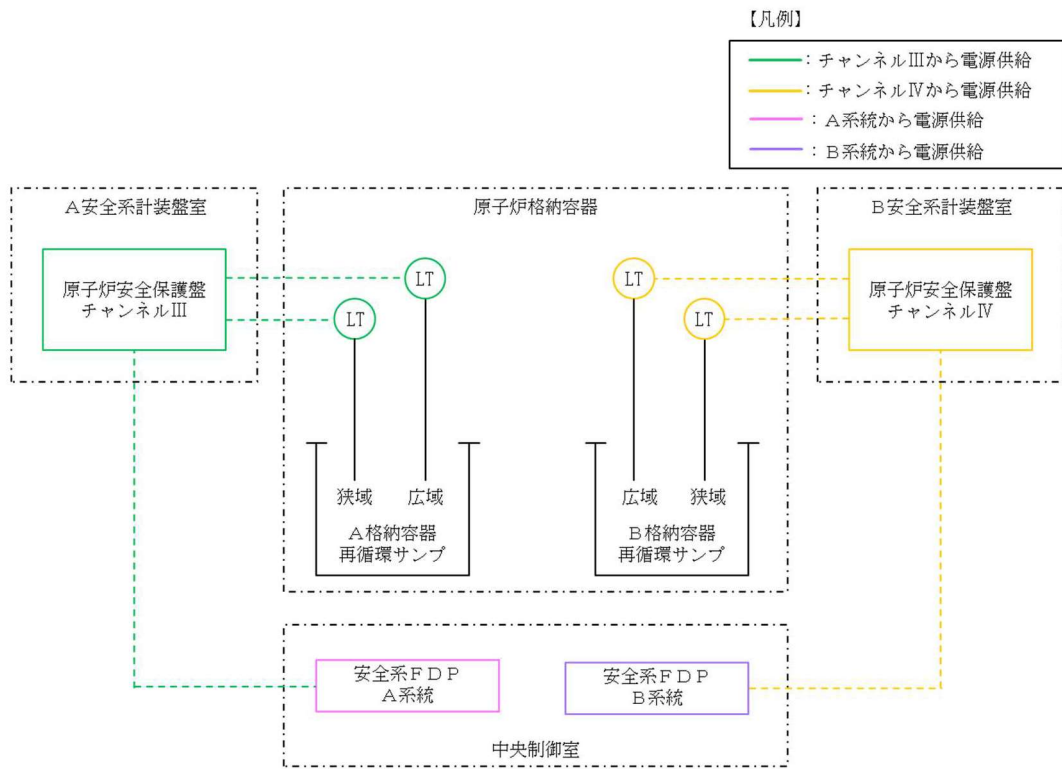 【凡例】
：チャンネルⅢから電源供給
：チャンネルⅣから電源供給
：Ａ系統から電源供給
：Ｂ系統から電源供給
Ａ安全系計装盤室
原子炉格納容器
Ｂ安全系計装盤室
原子炉安全保護盤
チャンネルⅢ
LT
LT
LT
LT
原子炉安全保護盤
チャンネルⅣ
狭域
広域
広域
狭域
Ａ格納容器
再循環サンプ
Ｂ格納容器
再循環サンプ
安全系ＦＤＰ
Ａ系統
安全系ＦＤＰ
Ｂ系統
中央制御室